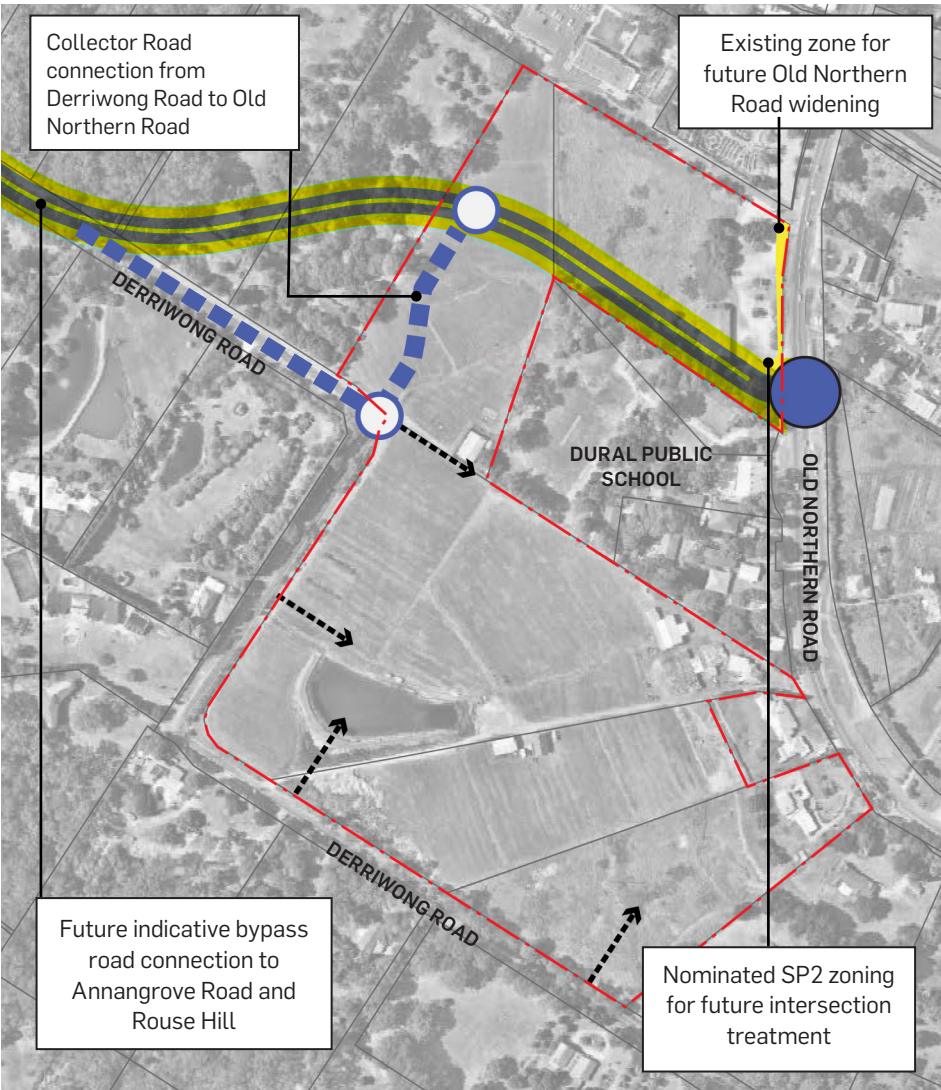 Collector Road
connection from
Derriwong Road to Old
Northern Road
Existing zone for
future Old Northern
Road widening
DERRIWONG ROAD
DURAL PUBLIC
SCHOOL
OLD NORTHERN ROAD
DERRIWONG ROAD
Future indicative bypass
road connection to
Annangrove Road and
Rouse Hill
Nominated SP2 zoning
for future intersection
treatment